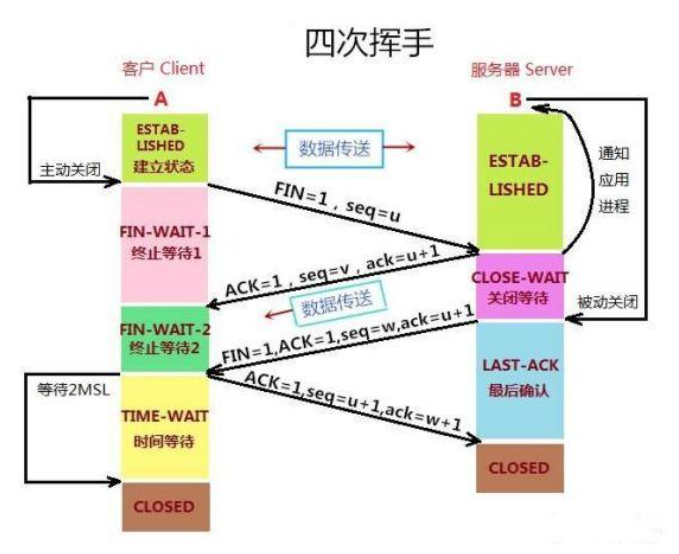 四次挥手
客户 Client
服务器 Server
A
B
ESTAB-
LISHED
建立状态
数据传送
ESTAB-
LISHED
通知
应用
进程
主动关闭
FIN=1，seq=u
FIN-WAIT-1
终止等待1
ACK=1，seq=v，ack=u+1
CLOSE-WAIT
关闭等待
数据传送
被动关闭
FIN-WAIT-2
终止等待2
FIN=1,ACK=1,seq=w,ack=u+1
LAST-ACK
最后确认
等待2MSL
ACK=1,seq=u+1,ack=w+1
TIME-WAIT
时间等待
CLOSED
CLOSED